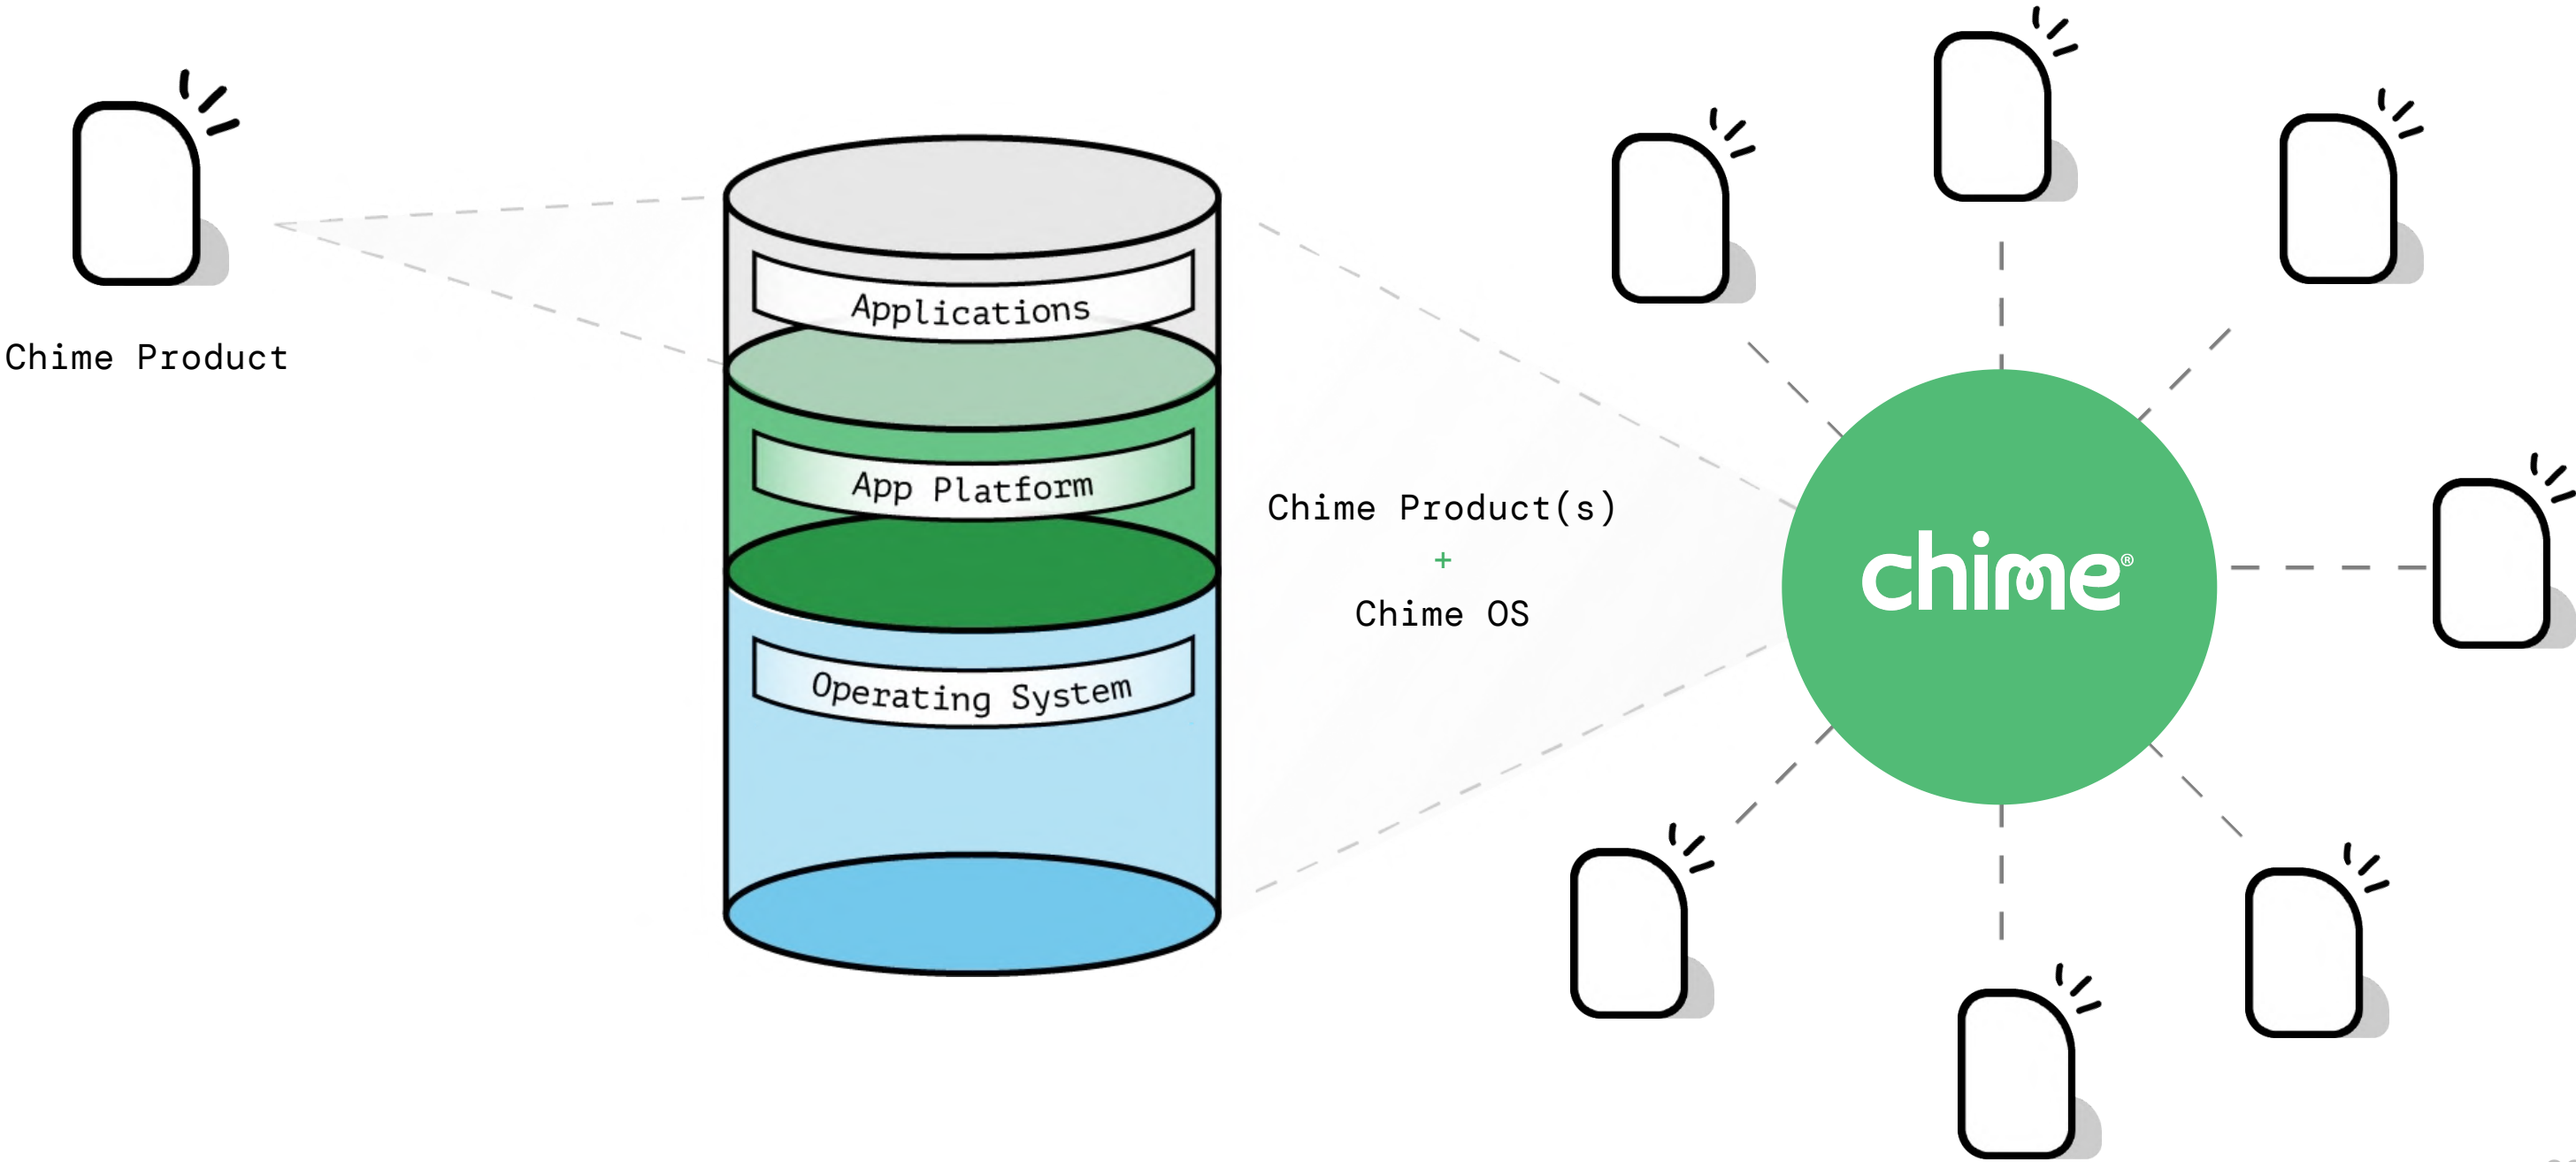 Chime Product
Applications
App Platform
Operating System
Chime Product(s)
+
Chime OS
chime®